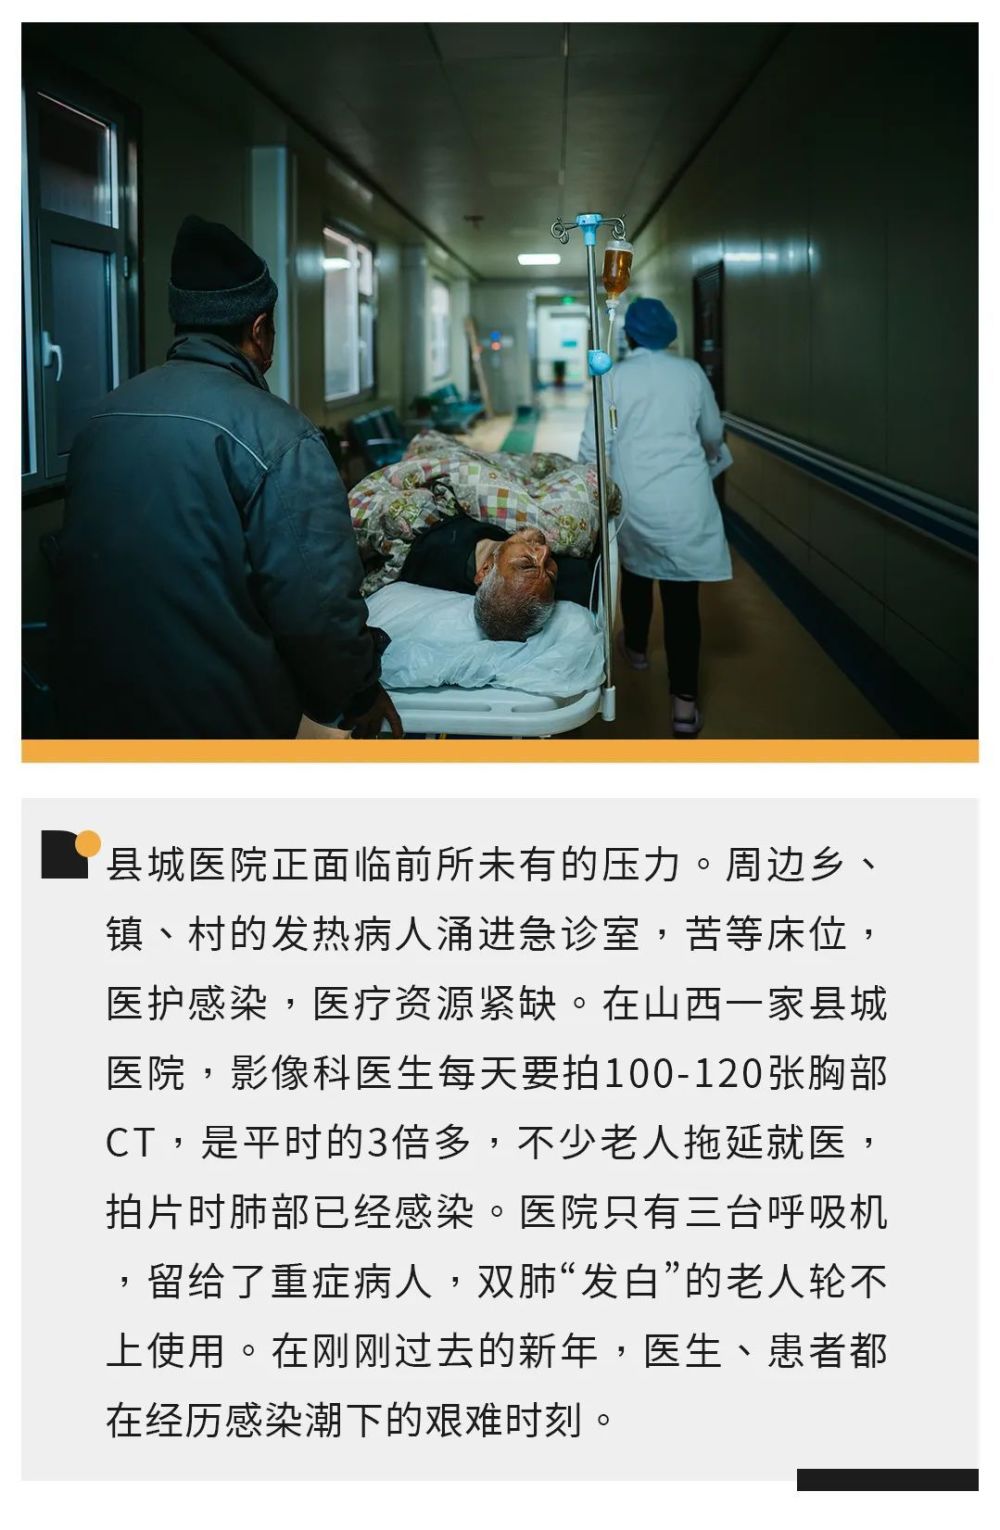 县城医院正面临前所未有的压力。周边乡、
镇、村的发热病人涌进急诊室，苦等床位，
医护感染，医疗资源紧缺。在山西一家县城
医院，影像科医生每天要拍100-120张胸部
CT，是平时的3倍多，不少老人拖延就医，
拍片时肺部已经感染。医院只有三台呼吸机
，留给了重症病人，双肺“发白”的老人轮不
上使用。在刚刚过去的新年，医生、患者都
在经历感染潮下的艰难时刻。